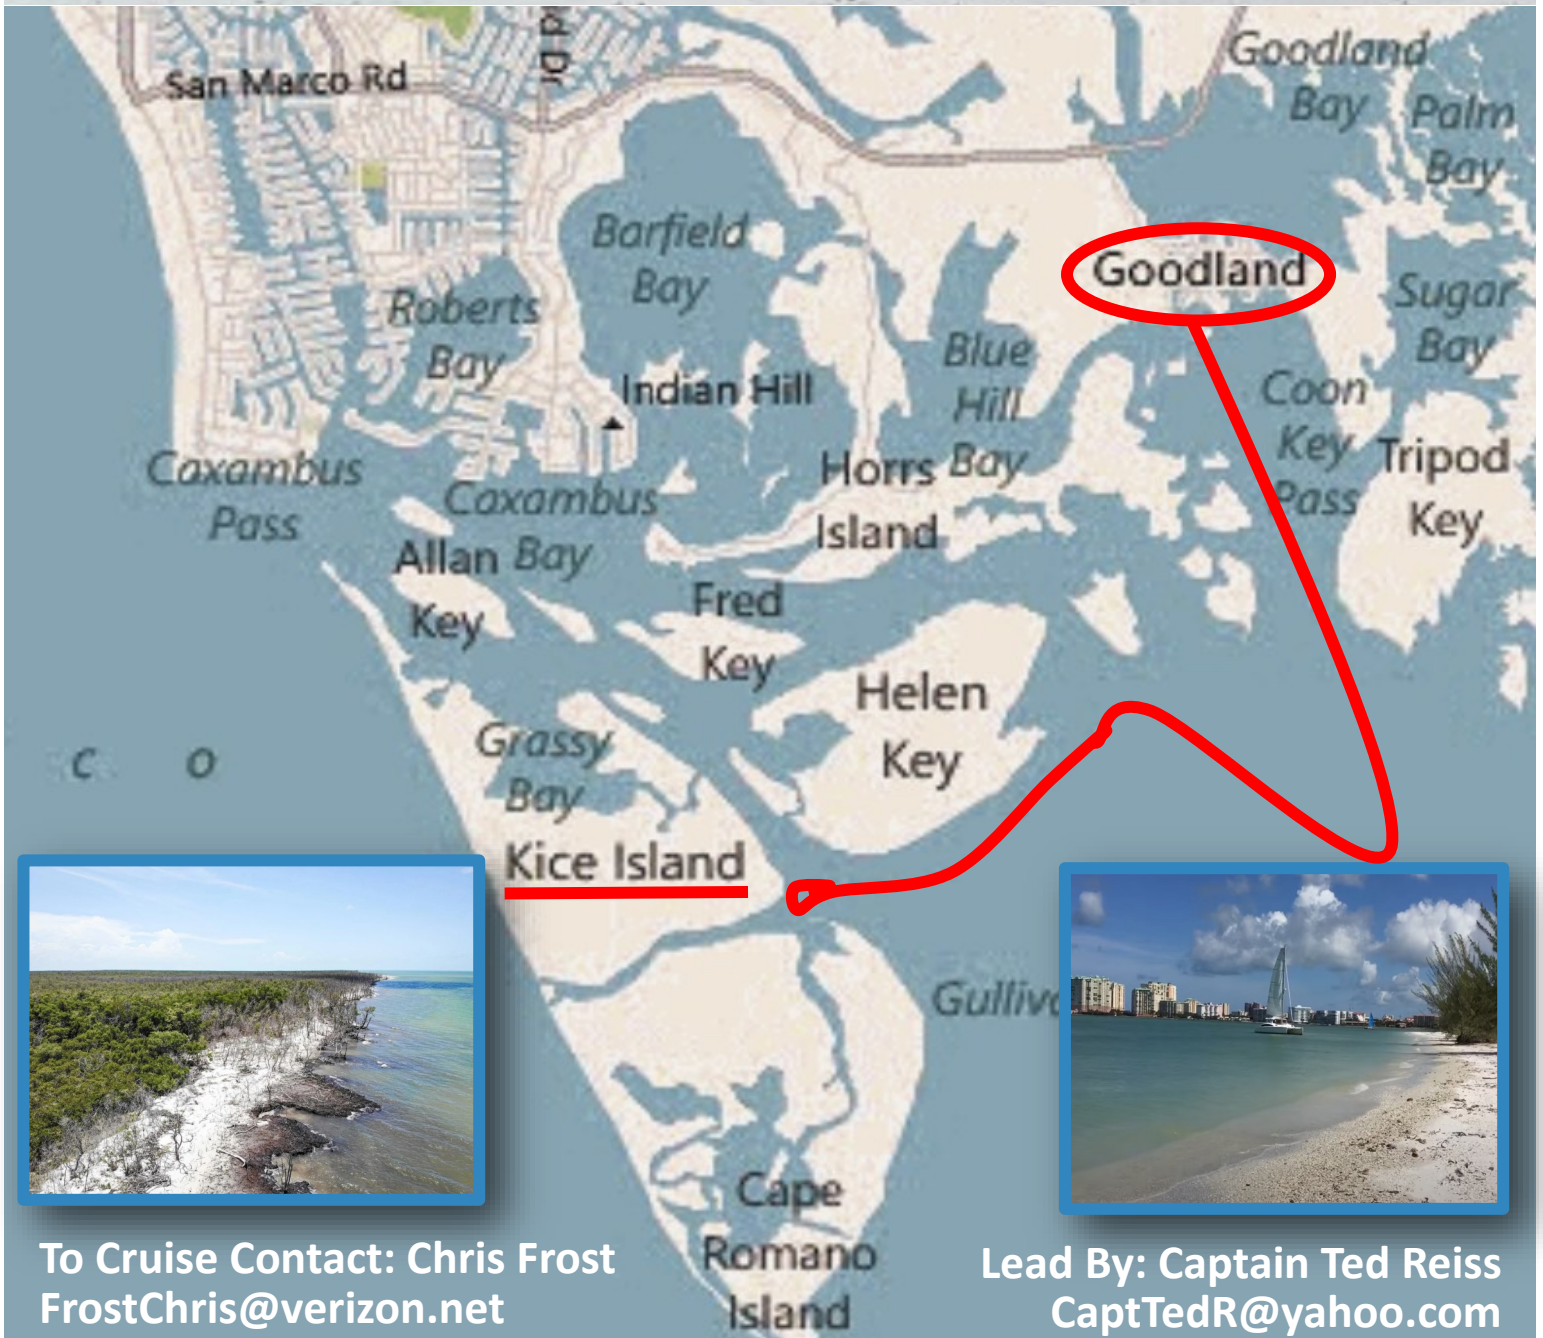 San Marco Rd
d Dr
Goodland
Bay
Palm
Bay
Barfield
Bay
Goodland
Sugar
Bay
Roberts
Bay
Blue
Hill
Bay
Indian Hill
Coon
Key
Pass
Tripod
Key
Caxambus
Pass
Caxambus
Bay
Horrs
Island
Allan
Key
Fred
Key
Helen
Key
Grassy
Bay
C O
Kice Island
Gulliv
Cape
Romano
Island
To Cruise Contact: Chris Frost
FrostChris@verizon.net
Lead By: Captain Ted Reiss
CaptTedR@yahoo.com